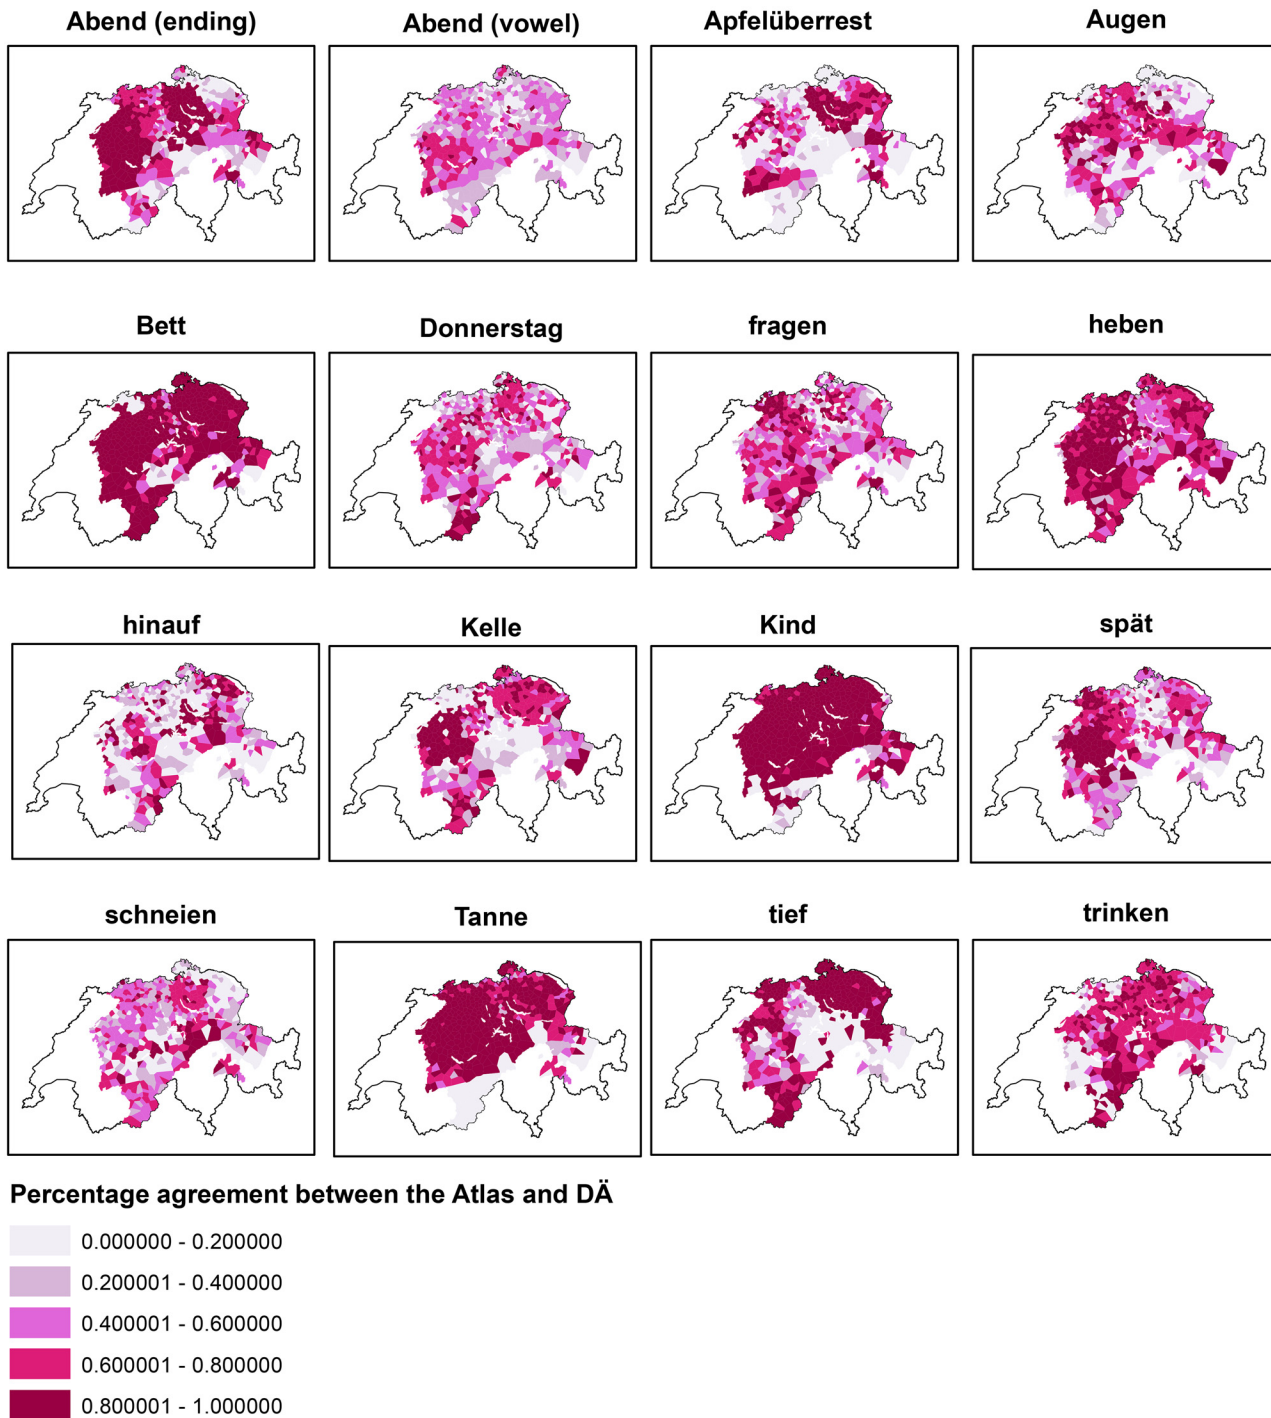 Abend (ending)
Abend (vowel)
Apfelüberrest
Augen
Bett
Donnerstag
fragen
heben
hinauf
Kelle
Kind
spät
schneien
Tanne
tief
trinken
Percentage agreement between the Atlas and DÄ
0.000000 - 0.200000
0.200001 - 0.400000
0.400001 - 0.600000
0.600001 - 0.800000
0.800001 - 1.000000